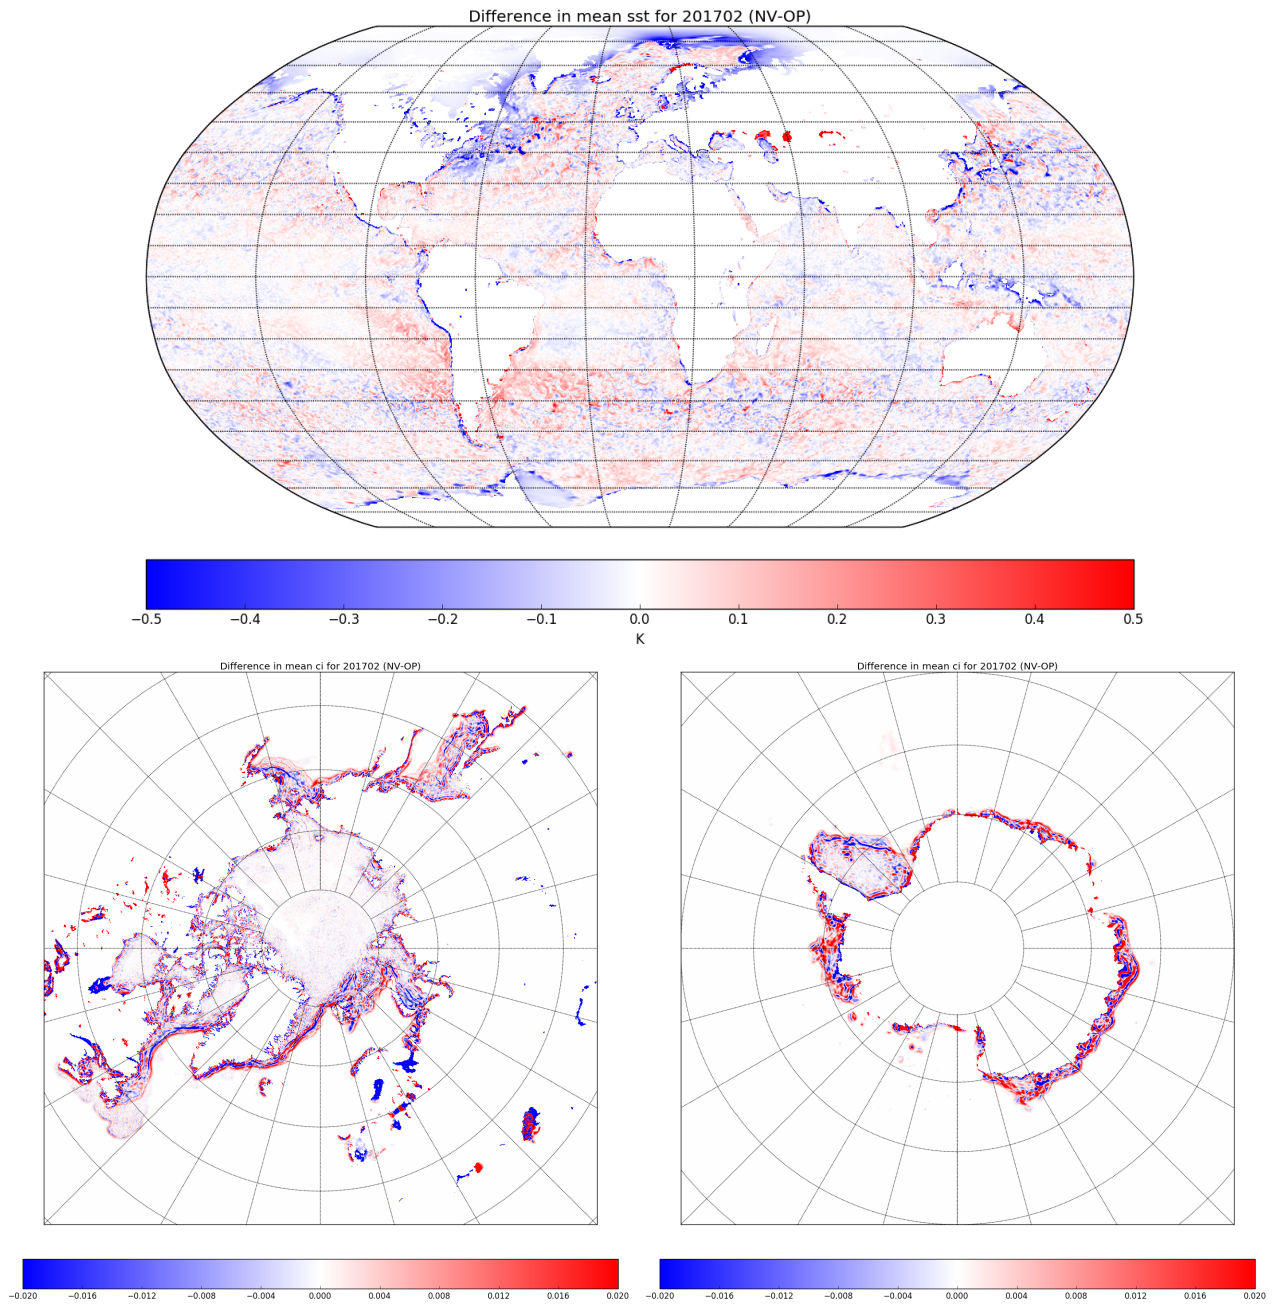 Difference in mean sst for 201702 (NV-OP)
−0.5 −0.4 −0.3 −0.2 −0.1 0.0 0.1 0.2 0.3 0.4 0.5
K
Difference in mean ci for 201702 (NV-OP)
Difference in mean ci for 201702 (NV-OP)
−0.020 −0.016 −0.012 −0.008 −0.004 0.000 0.004 0.008 0.012 0.016 0.020
−0.020 −0.016 −0.012 −0.008 −0.004 0.000 0.004 0.008 0.012 0.016 0.020